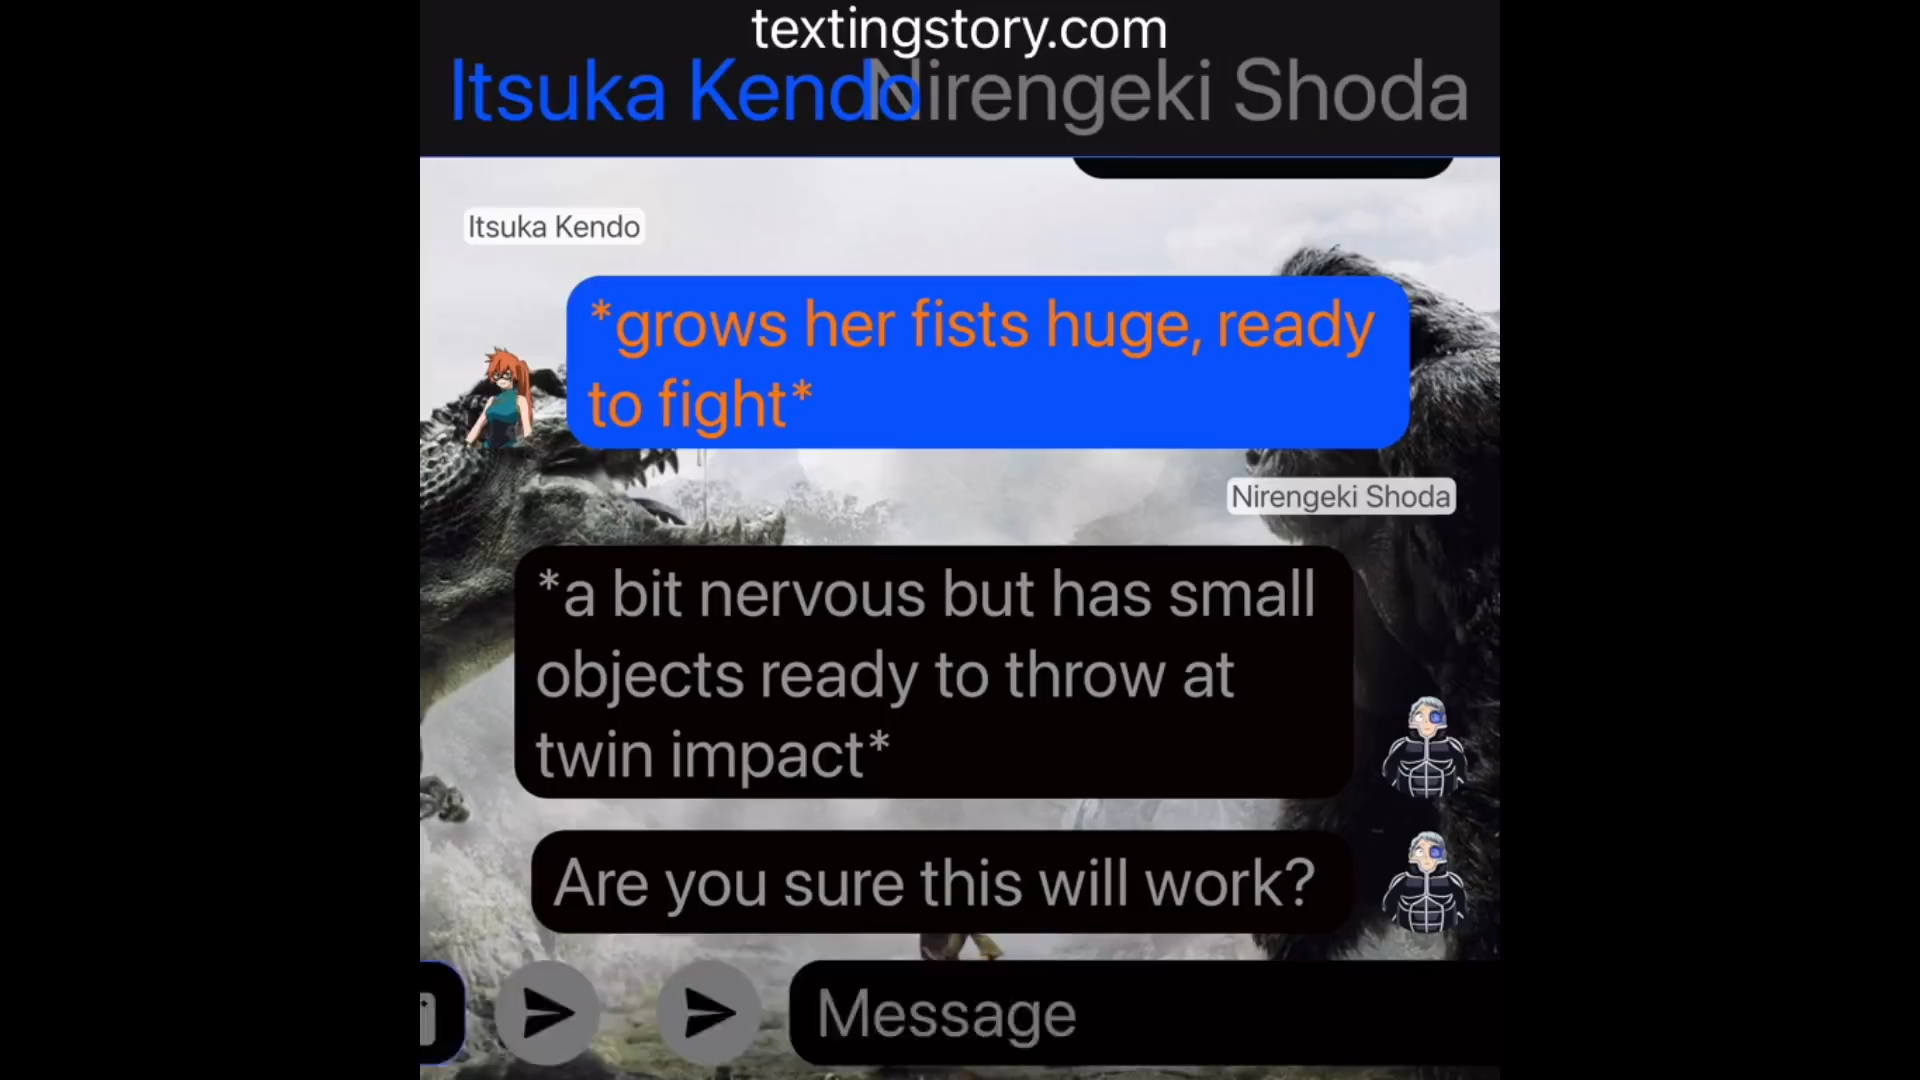 textingstory.com
Itsuka Kendo Nirengeki Shoda
Itsuka Kendo
*grows her fists huge, ready
to fight*
Nirengeki Shoda
*a bit nervous but has small
objects ready to throw at
twin impact*
Are you sure this will work?
Message